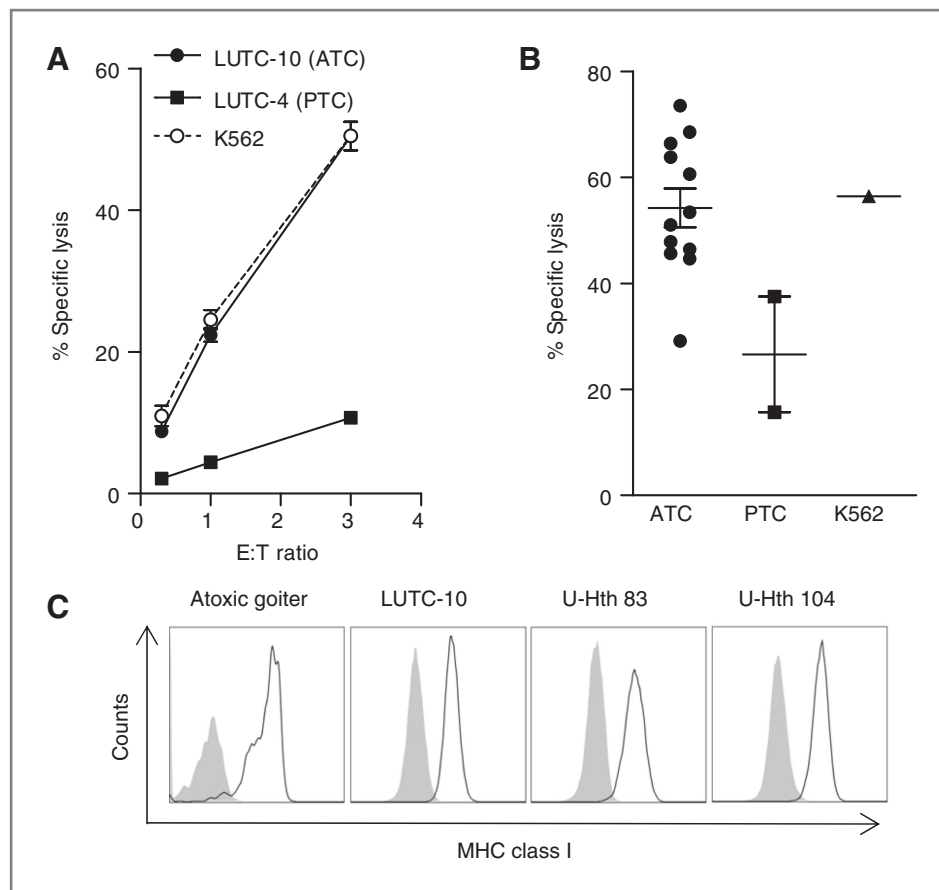 A
LUTC-10 (ATC)
LUTC-4 (PTC)
K562
60
40
20
0
% Specific lysis
0 1 2 3 4
E:T ratio
B
80
60
40
20
0
% Specific lysis
ATC PTC K562
C
Atoxic goiter LUTC-10 U-Hth 83 U-Hth 104
Counts
MHC class I